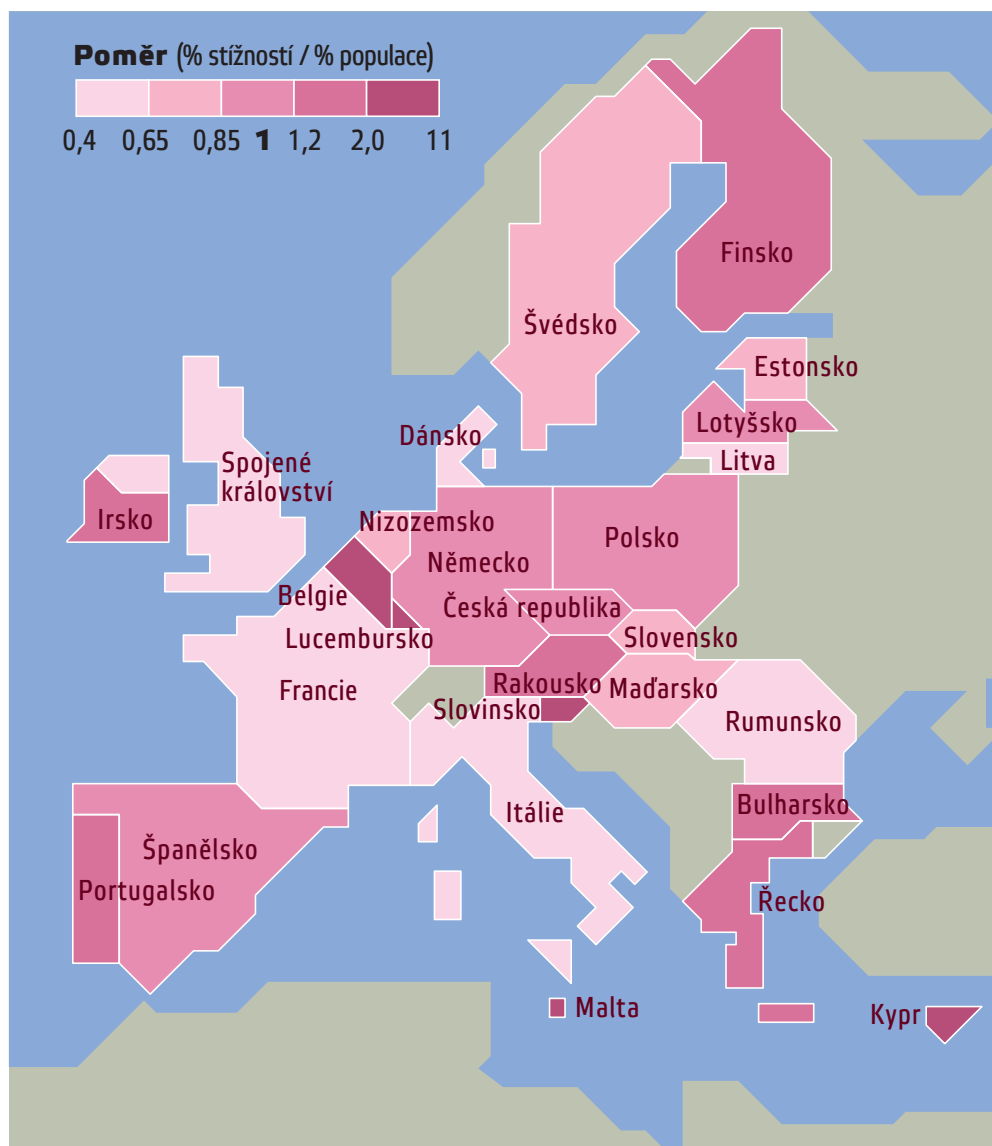 Poměr (% stížností / % populace)
0,4 0,65 0,85 1 1,2 2,0 11
Finsko
Švédsko
Estonsko
Lotyšsko
Dánsko
Litva
Spojené
království
Irsko
Nizozemsko
Polsko
Německo
Belgie
Česká republika
Lucembursko
Slovensko
Francie
Rakousko
Maďarsko
Slovinsko
Rumunsko
Itálie
Bulharsko
Španělsko
Portugalsko
Řecko
Malta
Kypr